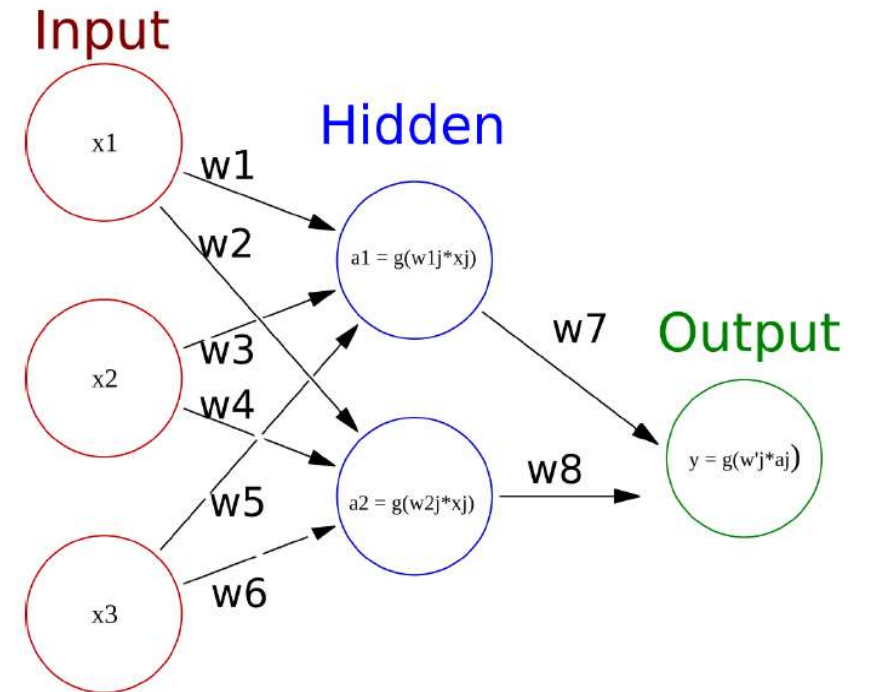 Input
x1
w1
w2
x2
w3
w4
w5
x3
w6
Hidden
a1 = g(w1j*xj)
a2 = g(w2j*xj)
w7
w8
Output
y = g(w'j*aj)